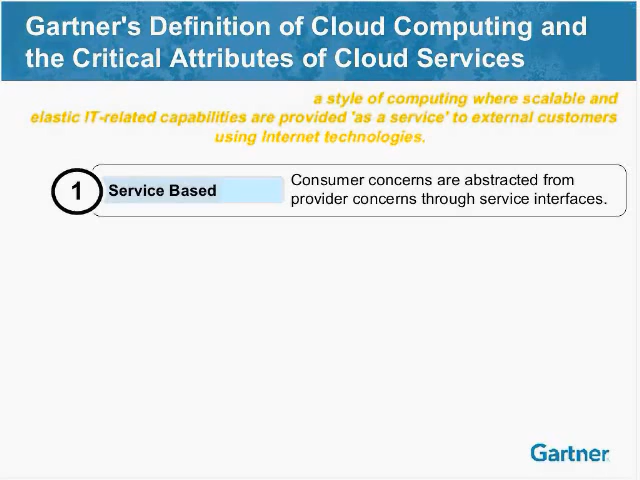 Gartner's Definition of Cloud Computing and
the Critical Attributes of Cloud Services
a style of computing where scalable and
elastic IT-related capabilities are provided 'as a service' to external customers
using Internet technologies.
1
Service Based
Consumer concerns are abstracted from
provider concerns through service interfaces.
Gartner